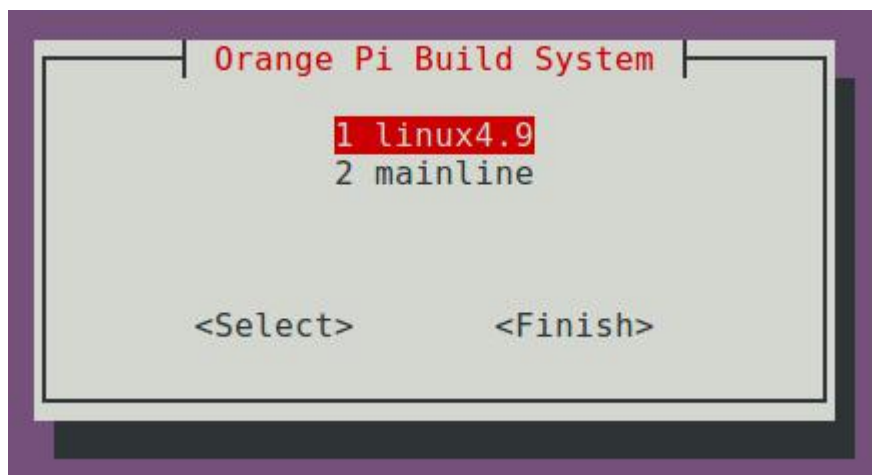 Orange Pi Build System
1 linux4.9
2 mainline
<Select> <Finish>